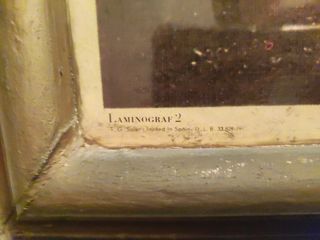 LAMINOGRAF 2
Printed in Spain, D. L. B.